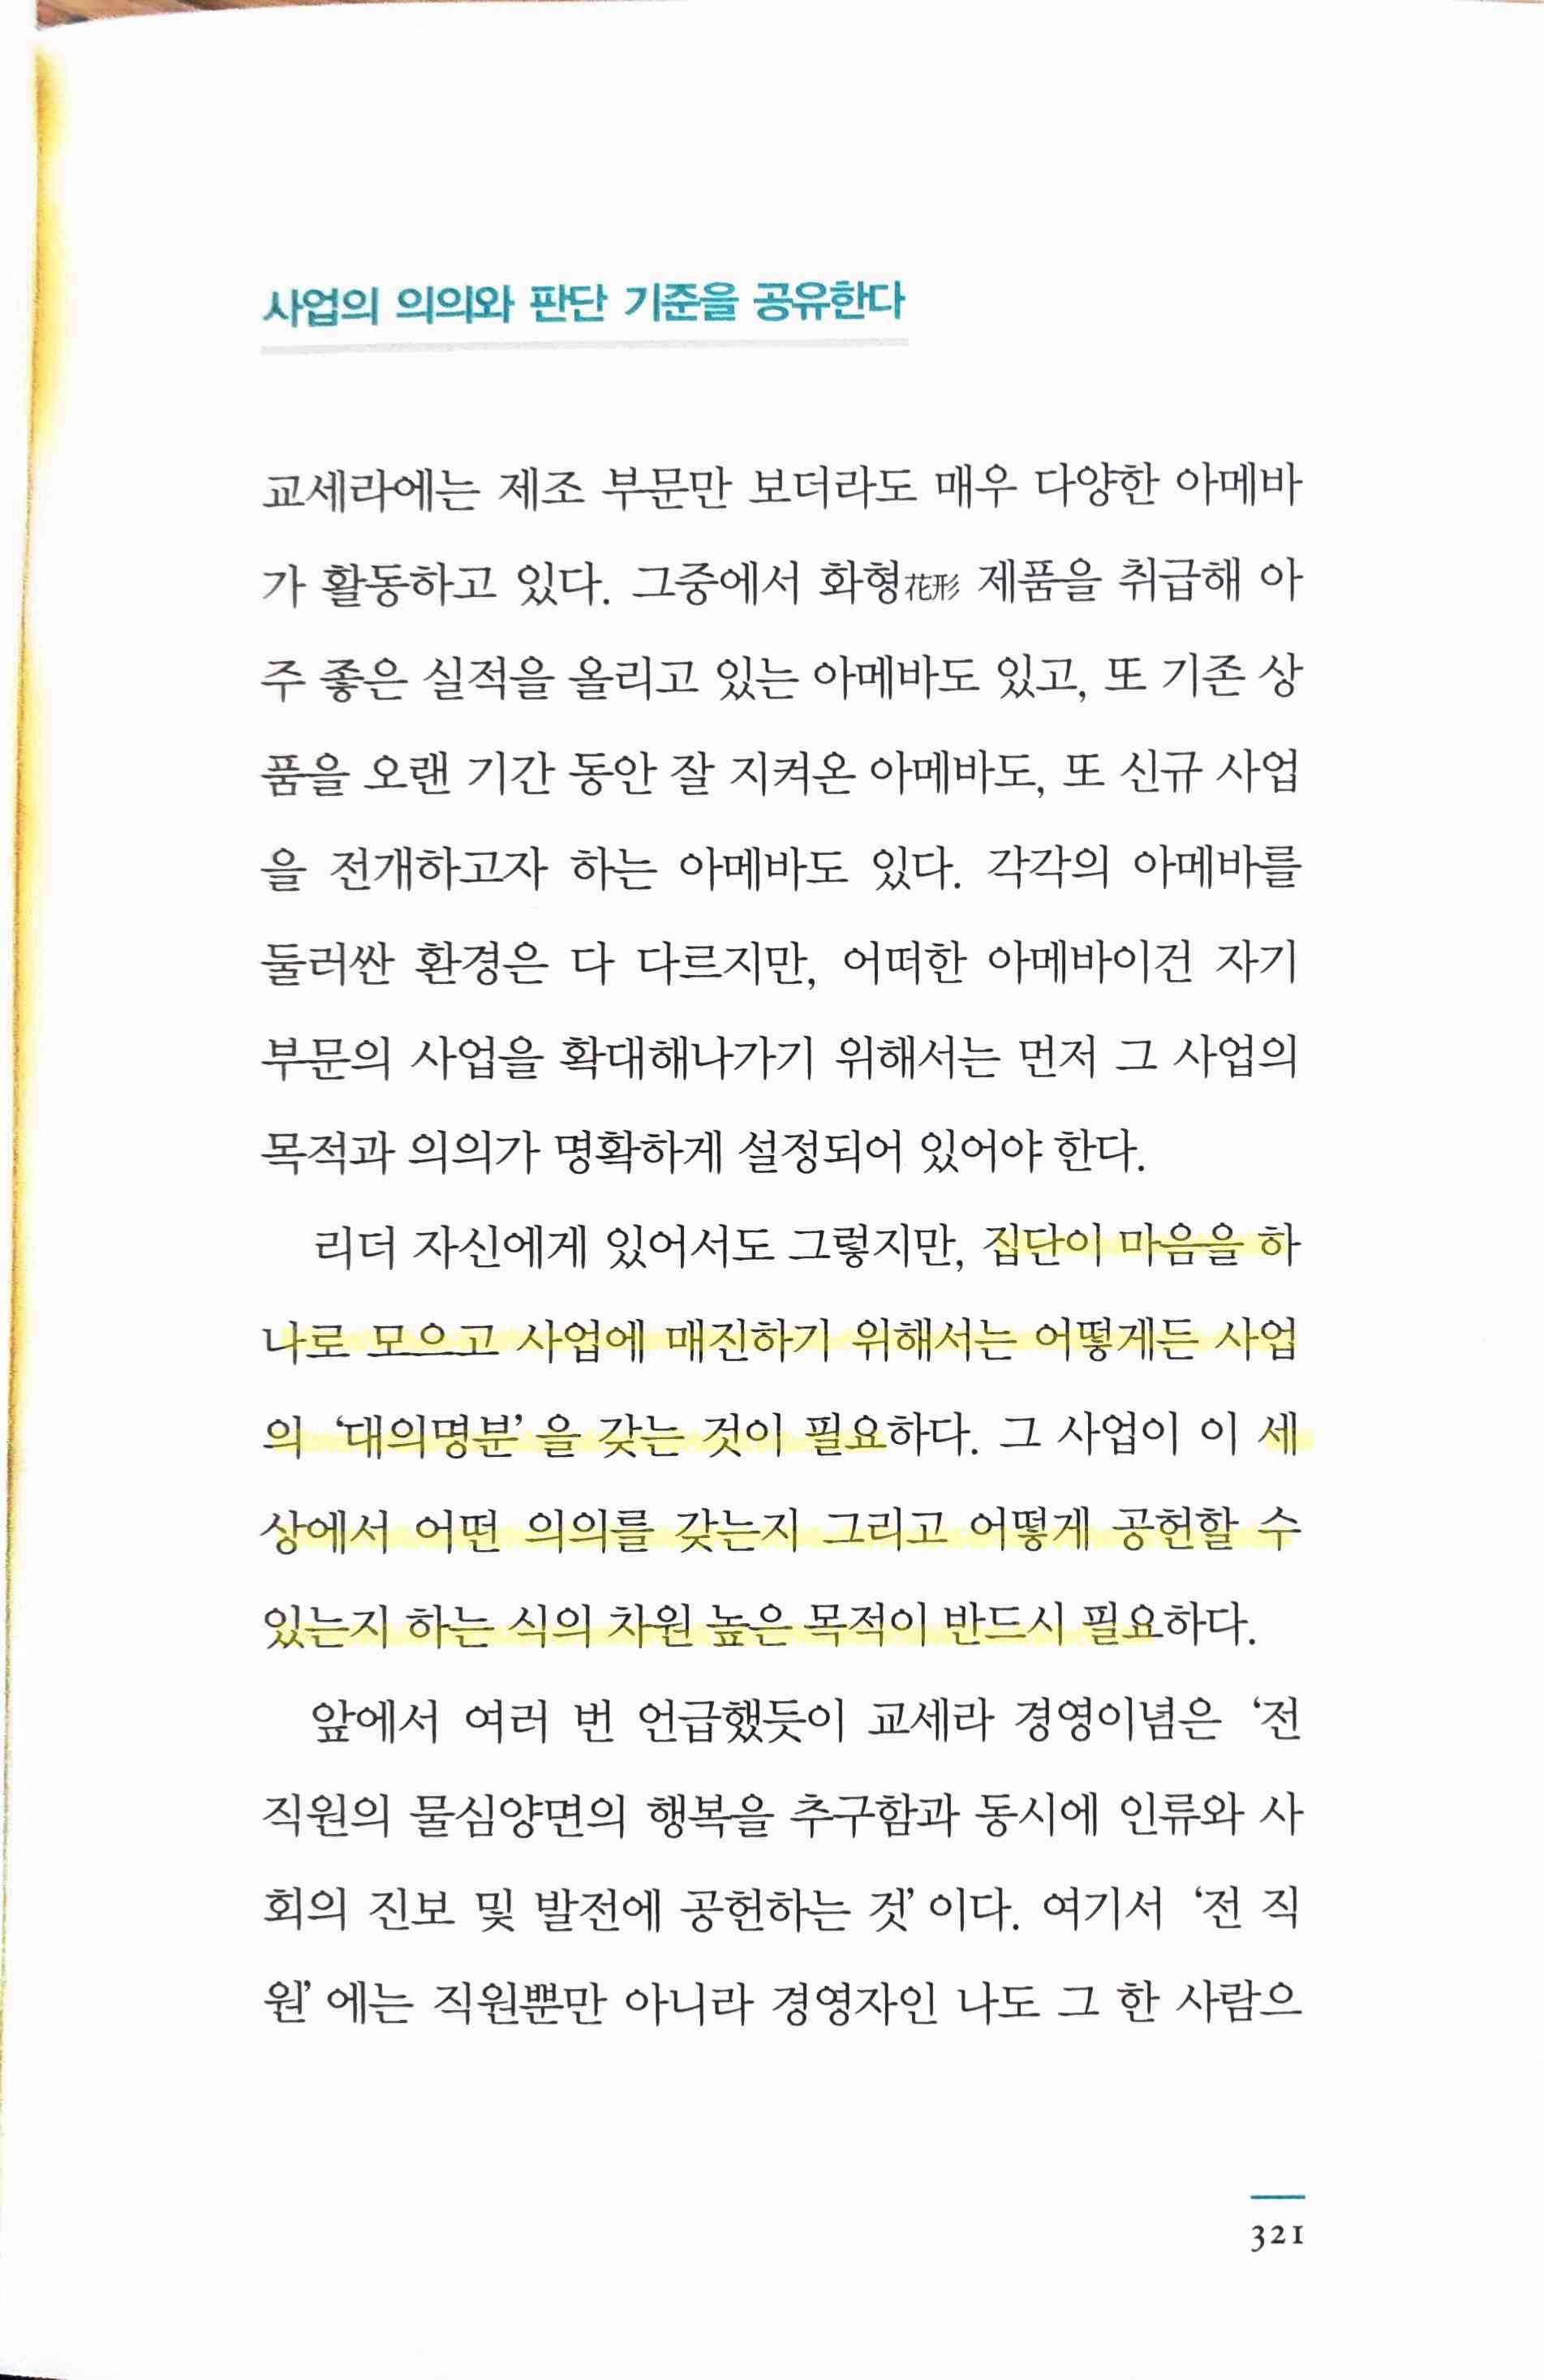 사업의 의의와 판단 기준을 공유한다
교세라에는 제조 부문만 보더라도 매우 다양한 아메바
가 활동하고 있다. 그중에서 화형花形 제품을 취급해 아
주 좋은 실적을 올리고 있는 아메바도 있고, 또 기존 상
품을 오랜 기간 동안 잘 지켜온 아메바도, 또 신규 사업
을 전개하고자 하는 아메바도 있다. 각각의 아메바를
둘러싼 환경은 다 다르지만, 어떠한 아메바이건 자기
부문의 사업을 확대해나가기 위해서는 먼저 그 사업의
목적과 의의가 명확하게 설정되어 있어야 한다.
리더 자신에게 있어서도 그렇지만, 집단이 마음을 하
나로 모으고 사업에 매진하기 위해서는 어떻게든 사업
의 ‘대의명분’을 갖는 것이 필요하다. 그 사업이 이 세
상에서 어떤 의의를 갖는지 그리고 어떻게 공헌할 수
있는지 하는 식의 차원 높은 목적이 반드시 필요하다.
앞에서 여러 번 언급했듯이 교세라 경영이념은 ‘전
직원의 물심양면의 행복을 추구함과 동시에 인류와 사
회의 진보 및 발전에 공헌하는 것’이다. 여기서 ‘전 직
원’에는 직원뿐만 아니라 경영자인 나도 그 한 사람으
321